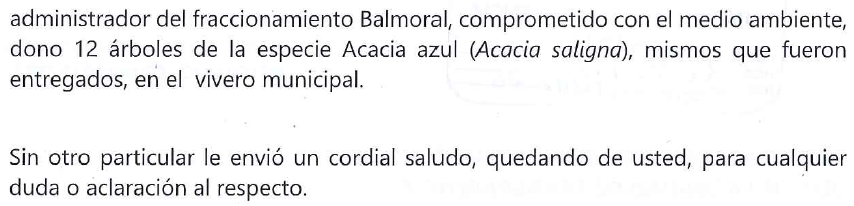 administrador del fraccionamiento Balmoral, comprometido con el medio ambiente,
dono 12 árboles de la especie Acacia azul (Acacia saligna), mismos que fueron
entregados, en el vivero municipal.
Sin otro particular le envió un cordial saludo, quedando de usted, para cualquier
duda o aclaración al respecto.